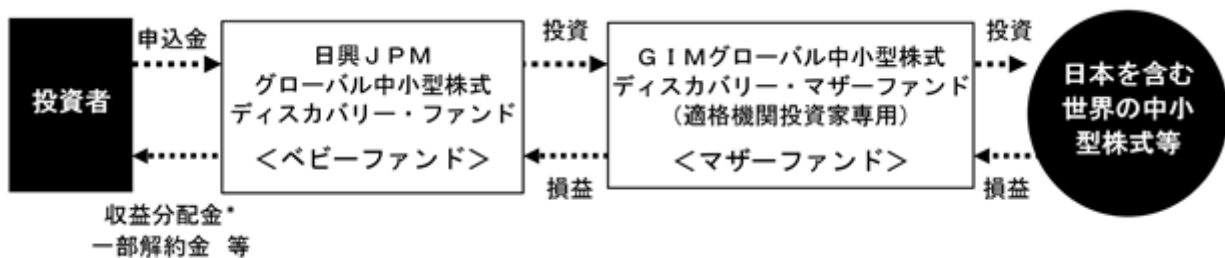 投資者
申込金
収益分配金*
一部解約金 等
日興JPM
グローバル中小型株式
ディスカバリー・ファンド
<ベビーファンド>
投資
損益
GIMグローバル中小型株式
ディスカバリー・マザーファンド
(適格機関投資家専用)
<マザーファンド>
投資
損益
日本を含む
世界の中小
型株式等